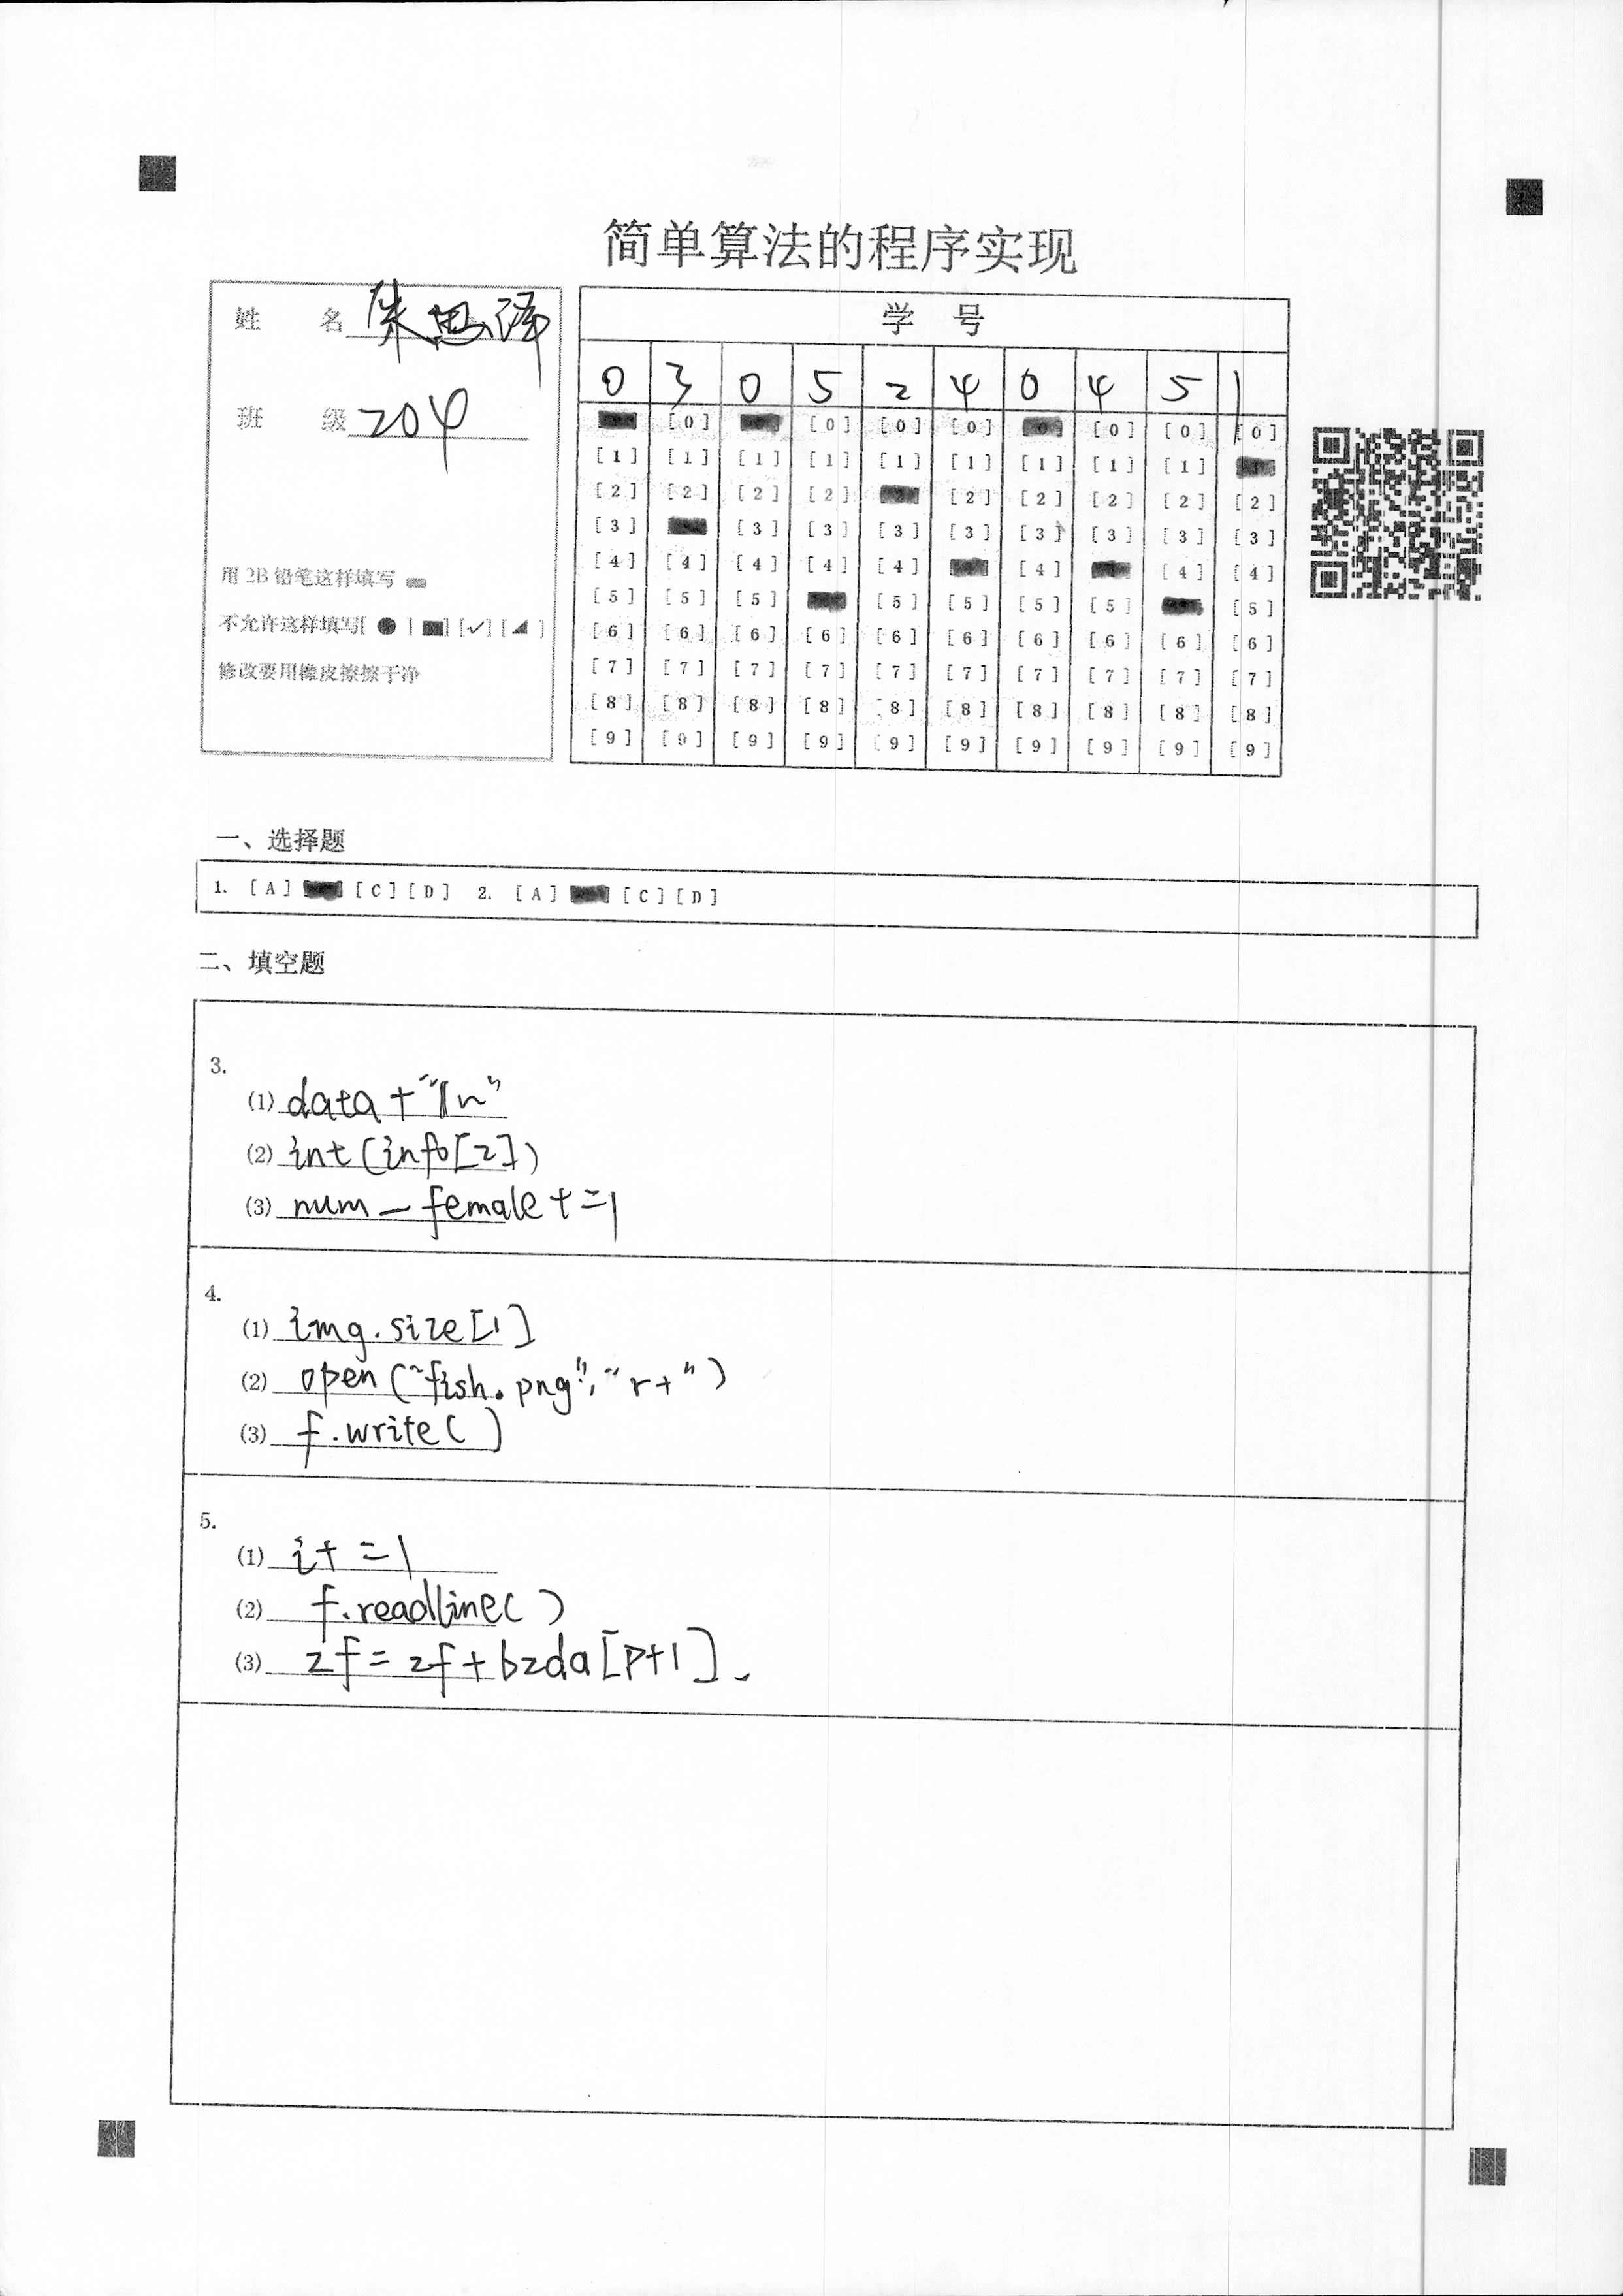 简单算法的程序实现
姓 名 朱思泽
班 级 204
用 2B 铅笔这样填写
不允许这样填写[●][■][✓][◢]
修改要用橡皮擦擦干净
学 号
0 3 0 5 2 4 0 4 5 1
[0] [0] [0] [0] [0] [0] [0]
[1] [1] [1] [1] [1] [1] [1] [1] [1]
[2] [2] [2] [2] [2] [2] [2] [2] [2] [2]
[3] [3] [3] [3] [3] [3] [3] [3] [3]
[4] [4] [4] [4] [4] [4] [4] [4]
[5] [5] [5] [5] [5] [5] [5] [5]
[6] [6] [6] [6] [6] [6] [6] [6] [6] [6]
[7] [7] [7] [7] [7] [7] [7] [7] [7] [7]
[8] [8] [8] [8] [8] [8] [8] [8] [8] [8]
[9] [9] [9] [9] [9] [9] [9] [9] [9] [9]
一、选择题
1. [A] [C] [D] 2. [A] [C] [D]
二、填空题
3.
(1) data + "\n"
(2) int(info[2])
(3) num_female+=1
4.
(1) img.size[1]
(2) open("fish.png","r+")
(3) f.write( )
5.
(1) i+=1
(2) f.readline( )
(3) zf=zf+bzda[p+1]